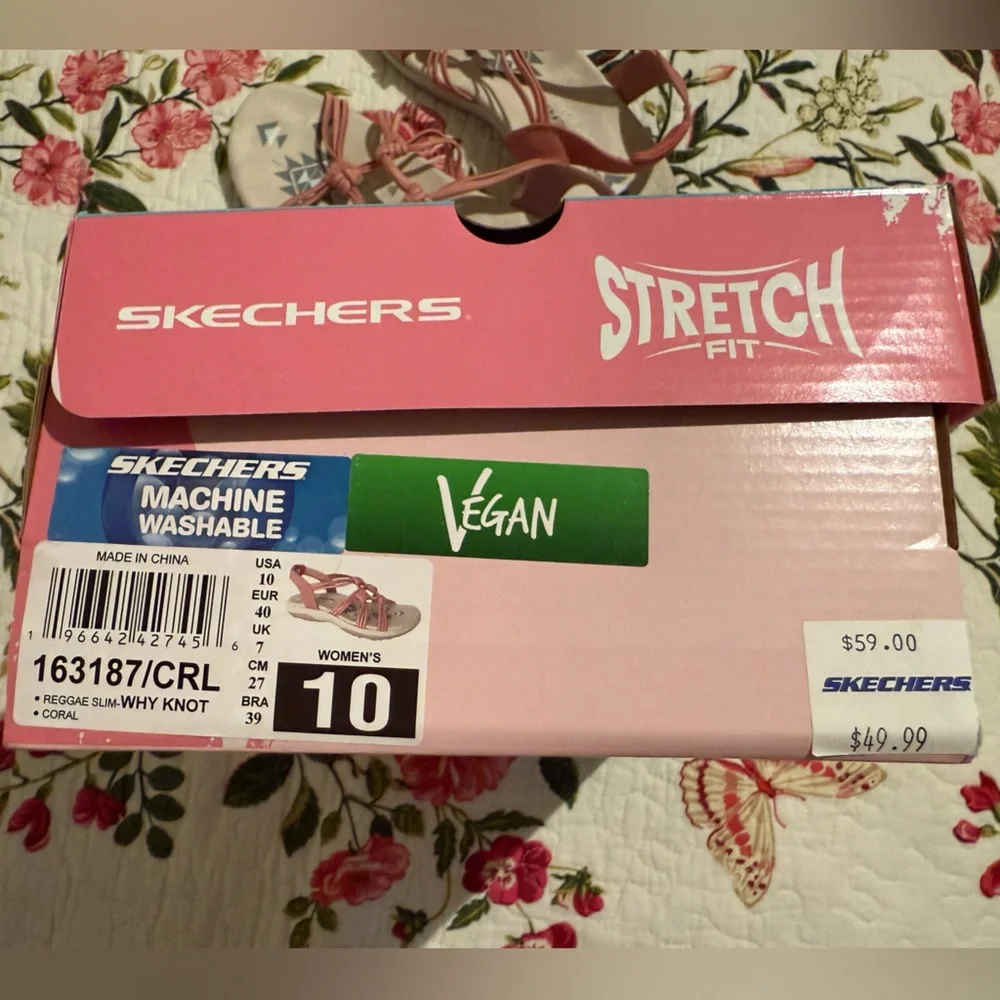 SKECHERS
STRETCH
FIT
SKECHERS
MACHINE
WASHABLE
VEGAN
MADE IN CHINA
1 96642 42745 6
163187/CRL
• REGGAE SLIM-WHY KNOT
• CORAL
USA
10
EUR
40
UK
7
CM
27
BRA
39
WOMEN'S
10
$59.00
SKECHERS
$49.99